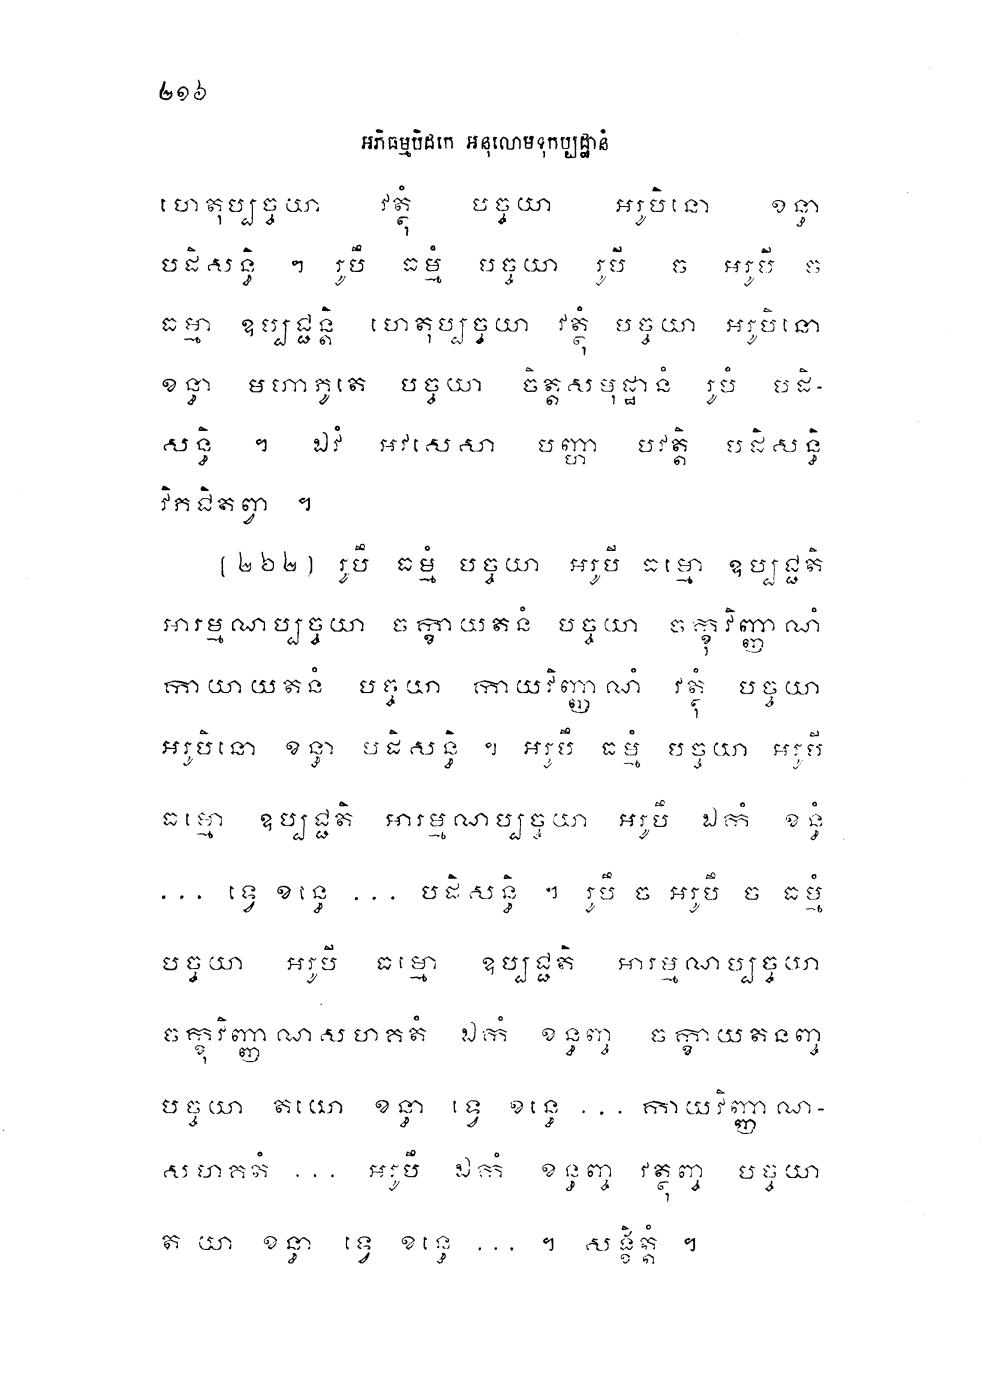 ២១៦
អភិធម្មបិដកេ អនុលោមទុកប្បដ្ឋានំ
ហេតុប្បច្ចយា វត្ថុំ បច្ចយា អរូបិនោ ខន្ធា
បដិសន្ធិ ។ រូបឹ ធម្មំ បច្ចយា រូបី ច អរូបី ច
ធម្មា ឧប្បជ្ជន្តិ ហេតុប្បច្ចយា វត្ថុំ បច្ចយា អរូបិនោ
ខន្ធា មហាភូតេ បច្ចយា ចិត្តសមុដ្ឋានំ រូបំ បដិ-
សន្ធិ ។ ឯវំ អវសេសា បញ្ហា បវត្តិ បដិសន្ធិ
វិភជិតព្វា ។
(២៦២) រូបឹ ធម្មំ បច្ចយា អរូបី ធម្មោ ឧប្បជ្ជតិ
អារម្មណប្បច្ចយា ចក្ខាយតនំ បច្ចយា ចក្ខុវិញ្ញាណំ
កាយាយតនំ បច្ចយា កាយវិញ្ញាណំ វត្ថុំ បច្ចយា
អរូបិនោ ខន្ធា បដិសន្ធិ ។ អរូបឹ ធម្មំ បច្ចយា អរូបី
ធម្មោ ឧប្បជ្ជតិ អារម្មណប្បច្ចយា អរូបឹ ឯកំ ខន្ធំ
... ទ្វេ ខន្ធេ ... បដិសន្ធិ ។ រូបឹ ច អរូបឹ ច ធម្មំ
បច្ចយា អរូបី ធម្មោ ឧប្បជ្ជតិ អារម្មណប្បច្ចយា
ចក្ខុវិញ្ញាណសហគតំ ឯកំ ខន្ធញ្ច ចក្ខាយតនញ្ច
បច្ចយា តយោ ខន្ធា ទ្វេ ខន្ធេ ... កាយវិញ្ញាណ-
សហគតំ ... អរូបឹ ឯកំ ខន្ធញ្ច វត្ថុញ្ច បច្ចយា
តយោ ខន្ធា ទ្វេ ខន្ធេ ... ។ សង្ខិត្តំ ។